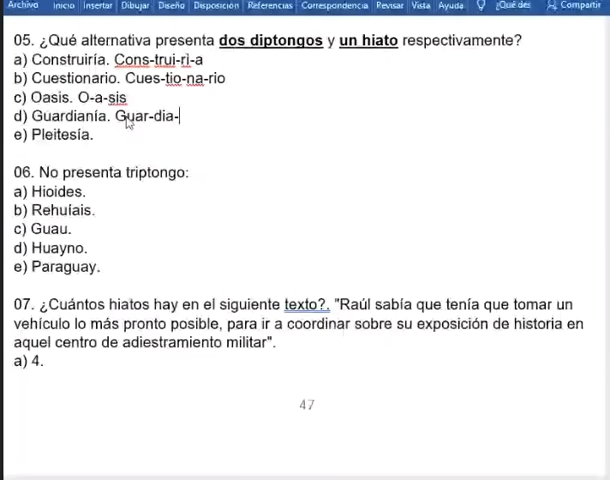 Archivo Inicio Insertar Dibujar Diseño Disposición Referencias Correspondencia Revisar Vista Ayuda ¿Qué des Compartir
05. ¿Qué alternativa presenta dos diptongos y un hiato respectivamente?
a) Construiría. Cons-trui-rì-a
b) Cuestionario. Cues-tio-na-rio
c) Oasis. O-a-sis
d) Guardianía. Guar-dia-
e) Pleitesía.
06. No presenta triptongo:
a) Hioides.
b) Rehuíais.
c) Guau.
d) Huayno.
e) Paraguay.
07. ¿Cuántos hiatos hay en el siguiente texto?. "Raúl sabía que tenía que tomar un
vehículo lo más pronto posible, para ir a coordinar sobre su exposición de historia en
aquel centro de adiestramiento militar".
a) 4.
47